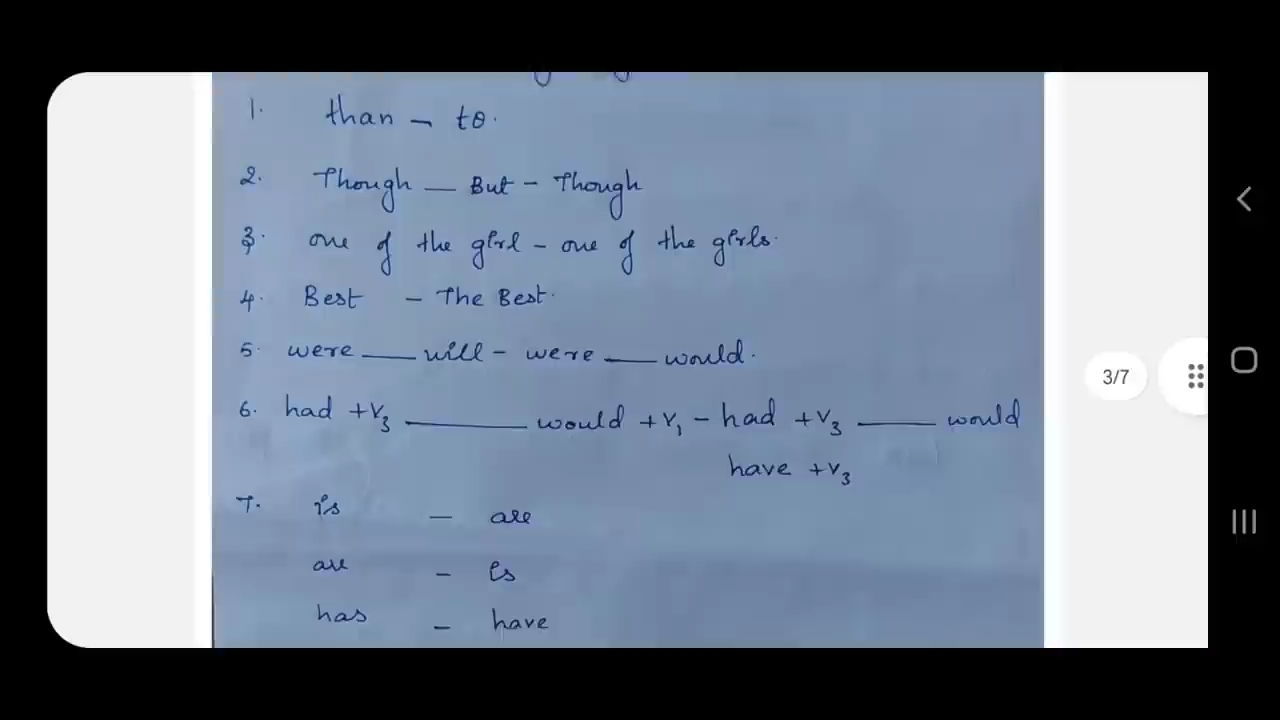 1. than - to.
2. Though — But - Though
3. one of the girl - one of the girls.
4. Best - The Best.
5. were — will - were — would.
6. had +V3 — would +V1 - had +V3 — would
have +V3
3/7
7. is - are
are - is
has - have